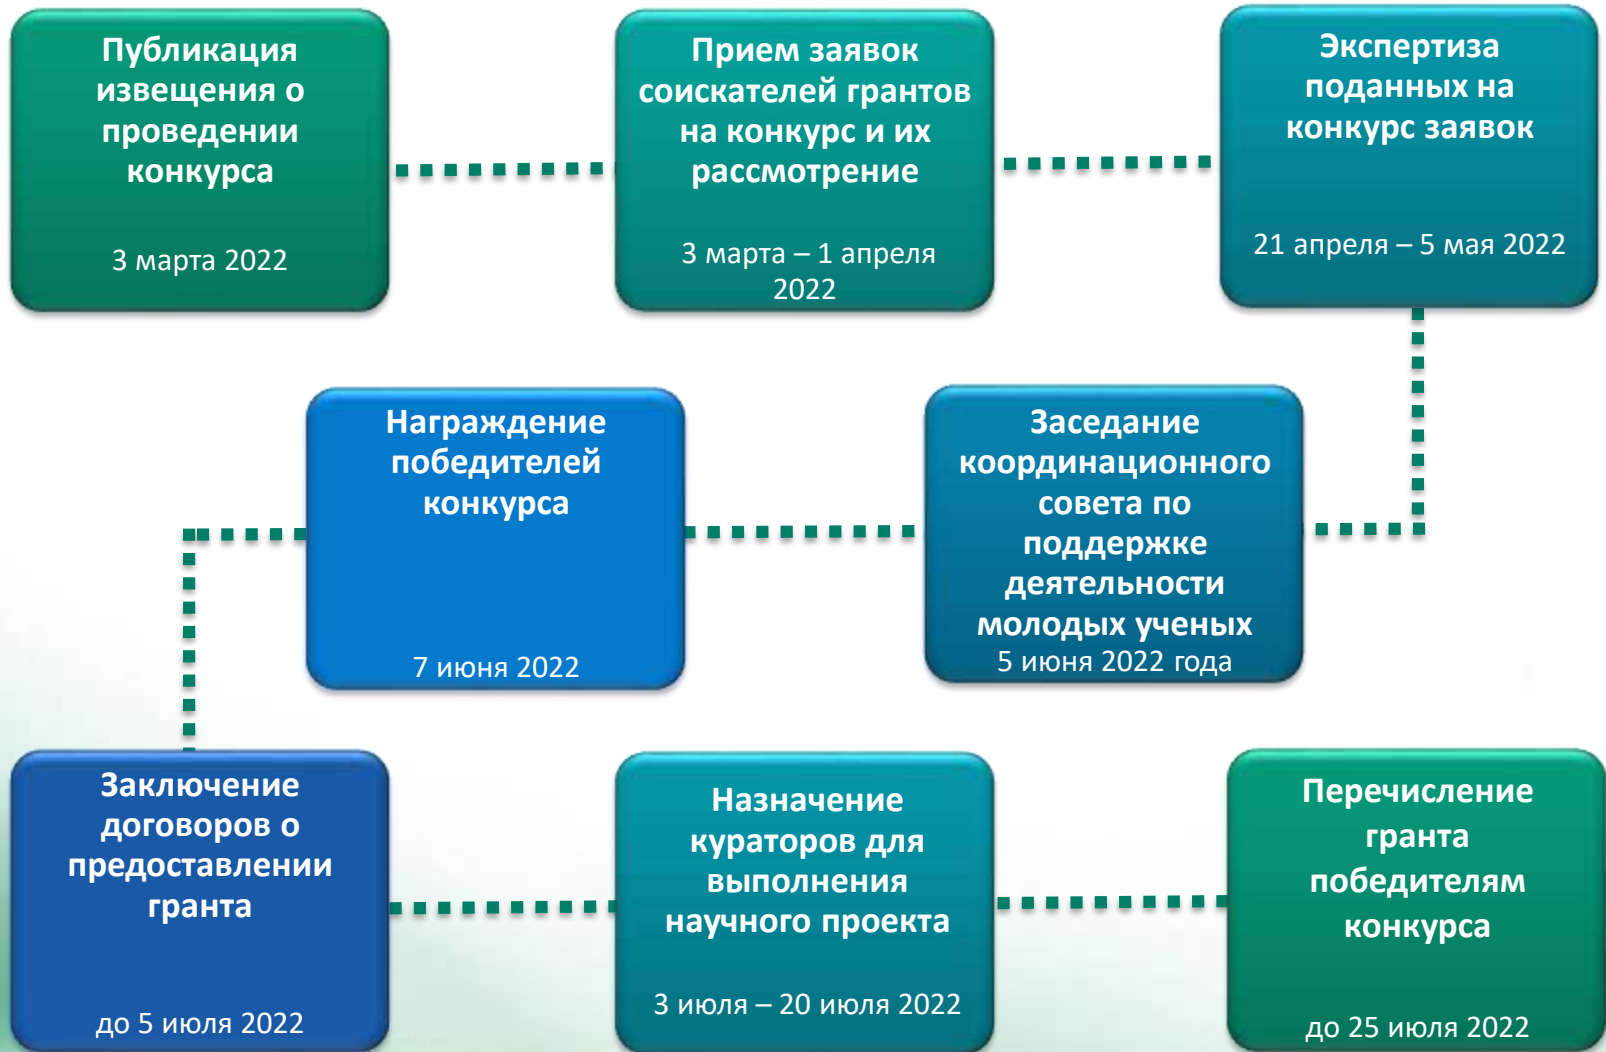 Публикация
извещения о
проведении
конкурса
3 марта 2022
Прием заявок
соискателей грантов
на конкурс и их
рассмотрение
3 марта – 1 апреля
2022
Экспертиза
поданных на
конкурс заявок
21 апреля – 5 мая 2022
Заседание
координационного
совета по
поддержке
деятельности
молодых ученых
5 июня 2022 года
Награждение
победителей
конкурса
7 июня 2022
Заключение
договоров о
предоставлении
гранта
до 5 июля 2022
Назначение
кураторов для
выполнения
научного проекта
3 июля – 20 июля 2022
Перечисление
гранта
победителям
конкурса
до 25 июля 2022